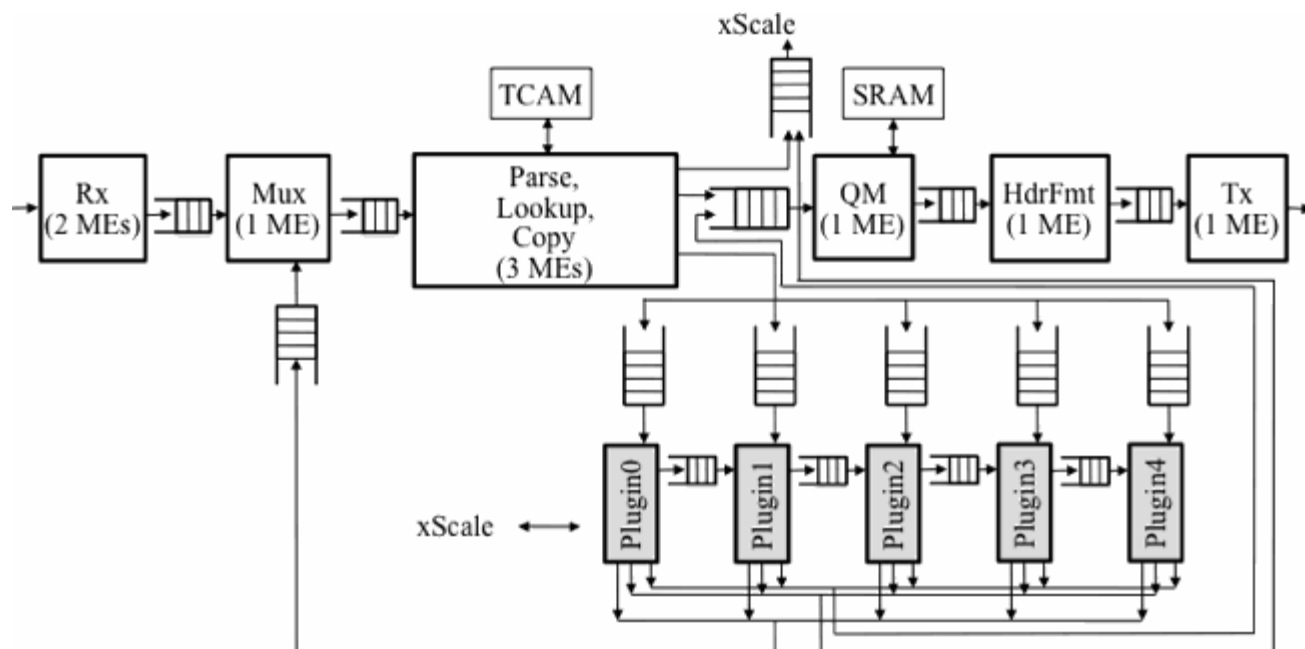 xScale
TCAM
SRAM
Rx
(2 MEs)
Mux
(1 ME)
Parse,
Lookup,
Copy
(3 MEs)
QM
(1 ME)
HdrFmt
(1 ME)
Tx
(1 ME)
xScale
Plugin0
Plugin1
Plugin2
Plugin3
Plugin4